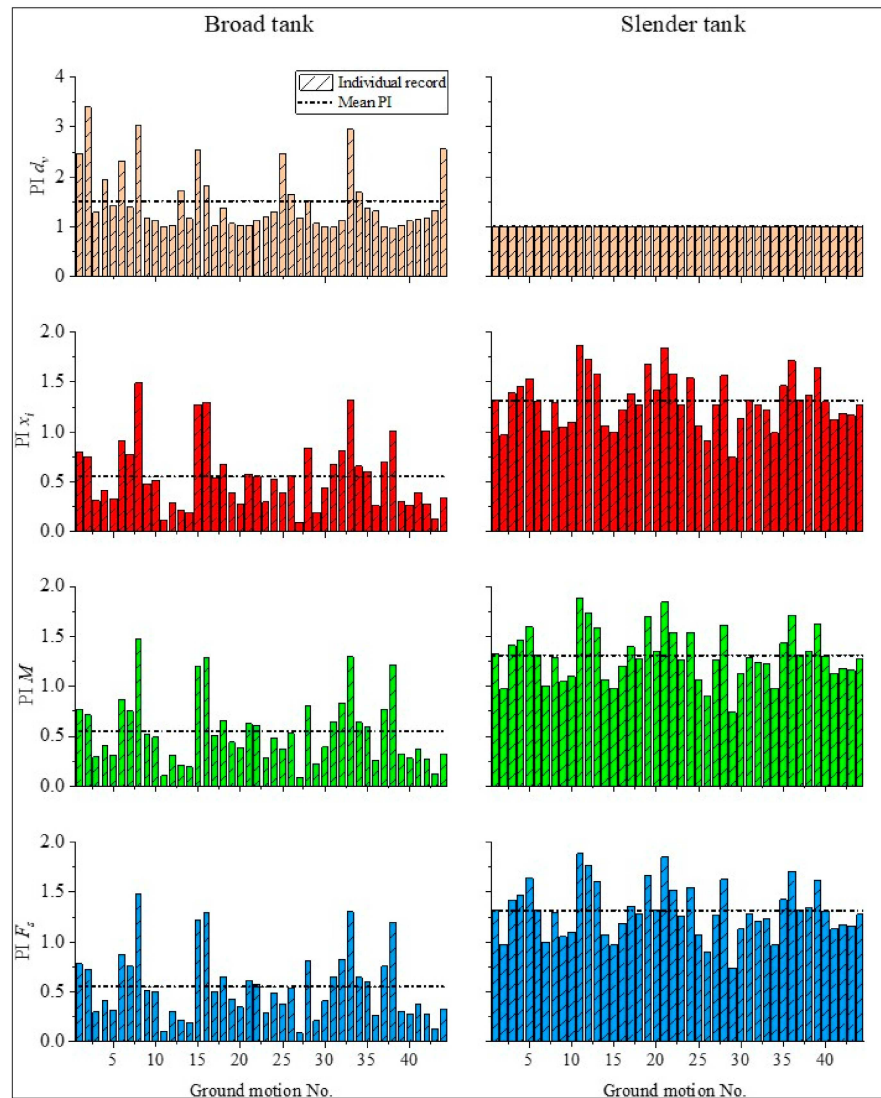 Broad tank
Slender tank
Individual record
Mean PI
PI d_v
4
3
2
1
0
PI x_i
2.0
1.5
1.0
0.5
0.0
PI M
2.0
1.5
1.0
0.5
0.0
PI F_s
2.0
1.5
1.0
0.5
0.0
5 10 15 20 25 30 35 40
5 10 15 20 25 30 35 40
Ground motion No.
Ground motion No.